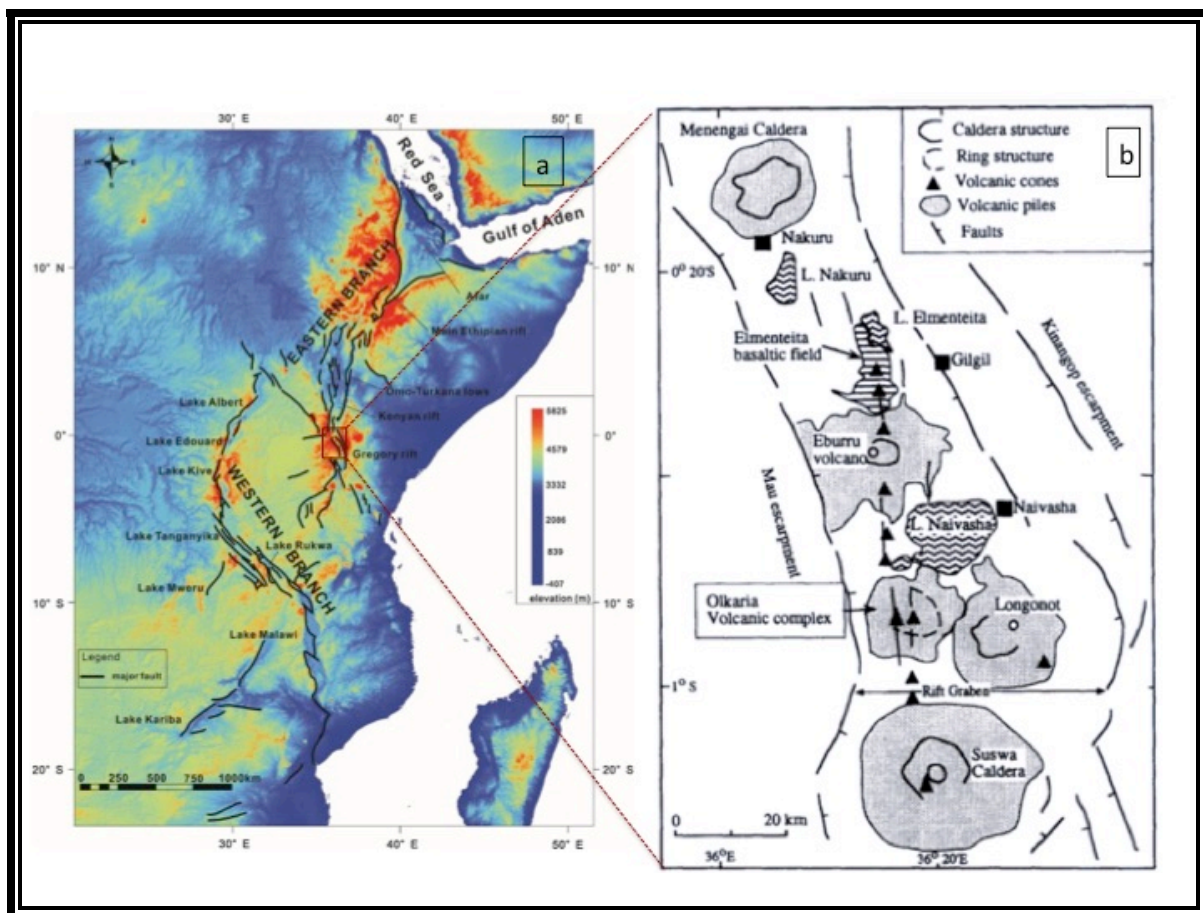 30° E
40° E
50° E
a
Red Sea
Gulf of Aden
10° N
10° N
EASTERN BRANCH
Afar
Main Ethipian rift
Omo-Turkana lowe
Lake Albert
Kenyan rift
0°
0°
Lake Edouard
Gregory rift
Lake Kive
WESTERN BRANCH
Lake Tanganyika
Lake Rukwa
Lake Mweru
10° S
10° S
Lake Malawi
Legend
major fault
Lake Kariba
20° S
20° S
0 250 500 750 1000km
30° E
40° E
50° E
5825
4579
3332
2086
839
-407
elevation (m)
b
Menengai Caldera
Caldera structure
Ring structure
Volcanic cones
Volcanic piles
Faults
Nakuru
0° 20'S
L. Nakuru
L. Elmenteita
Elmenteita
basaltic field
Gilgil
Kinangop escarpment
Eburru
volcano
Mau escarpment
Naivasha
L. Naivasha
Olkaria
Volcanic complex
Longonot
1° S
Rift Graben
Suswa
Caldera
0 20 km
36°E
36°20'E